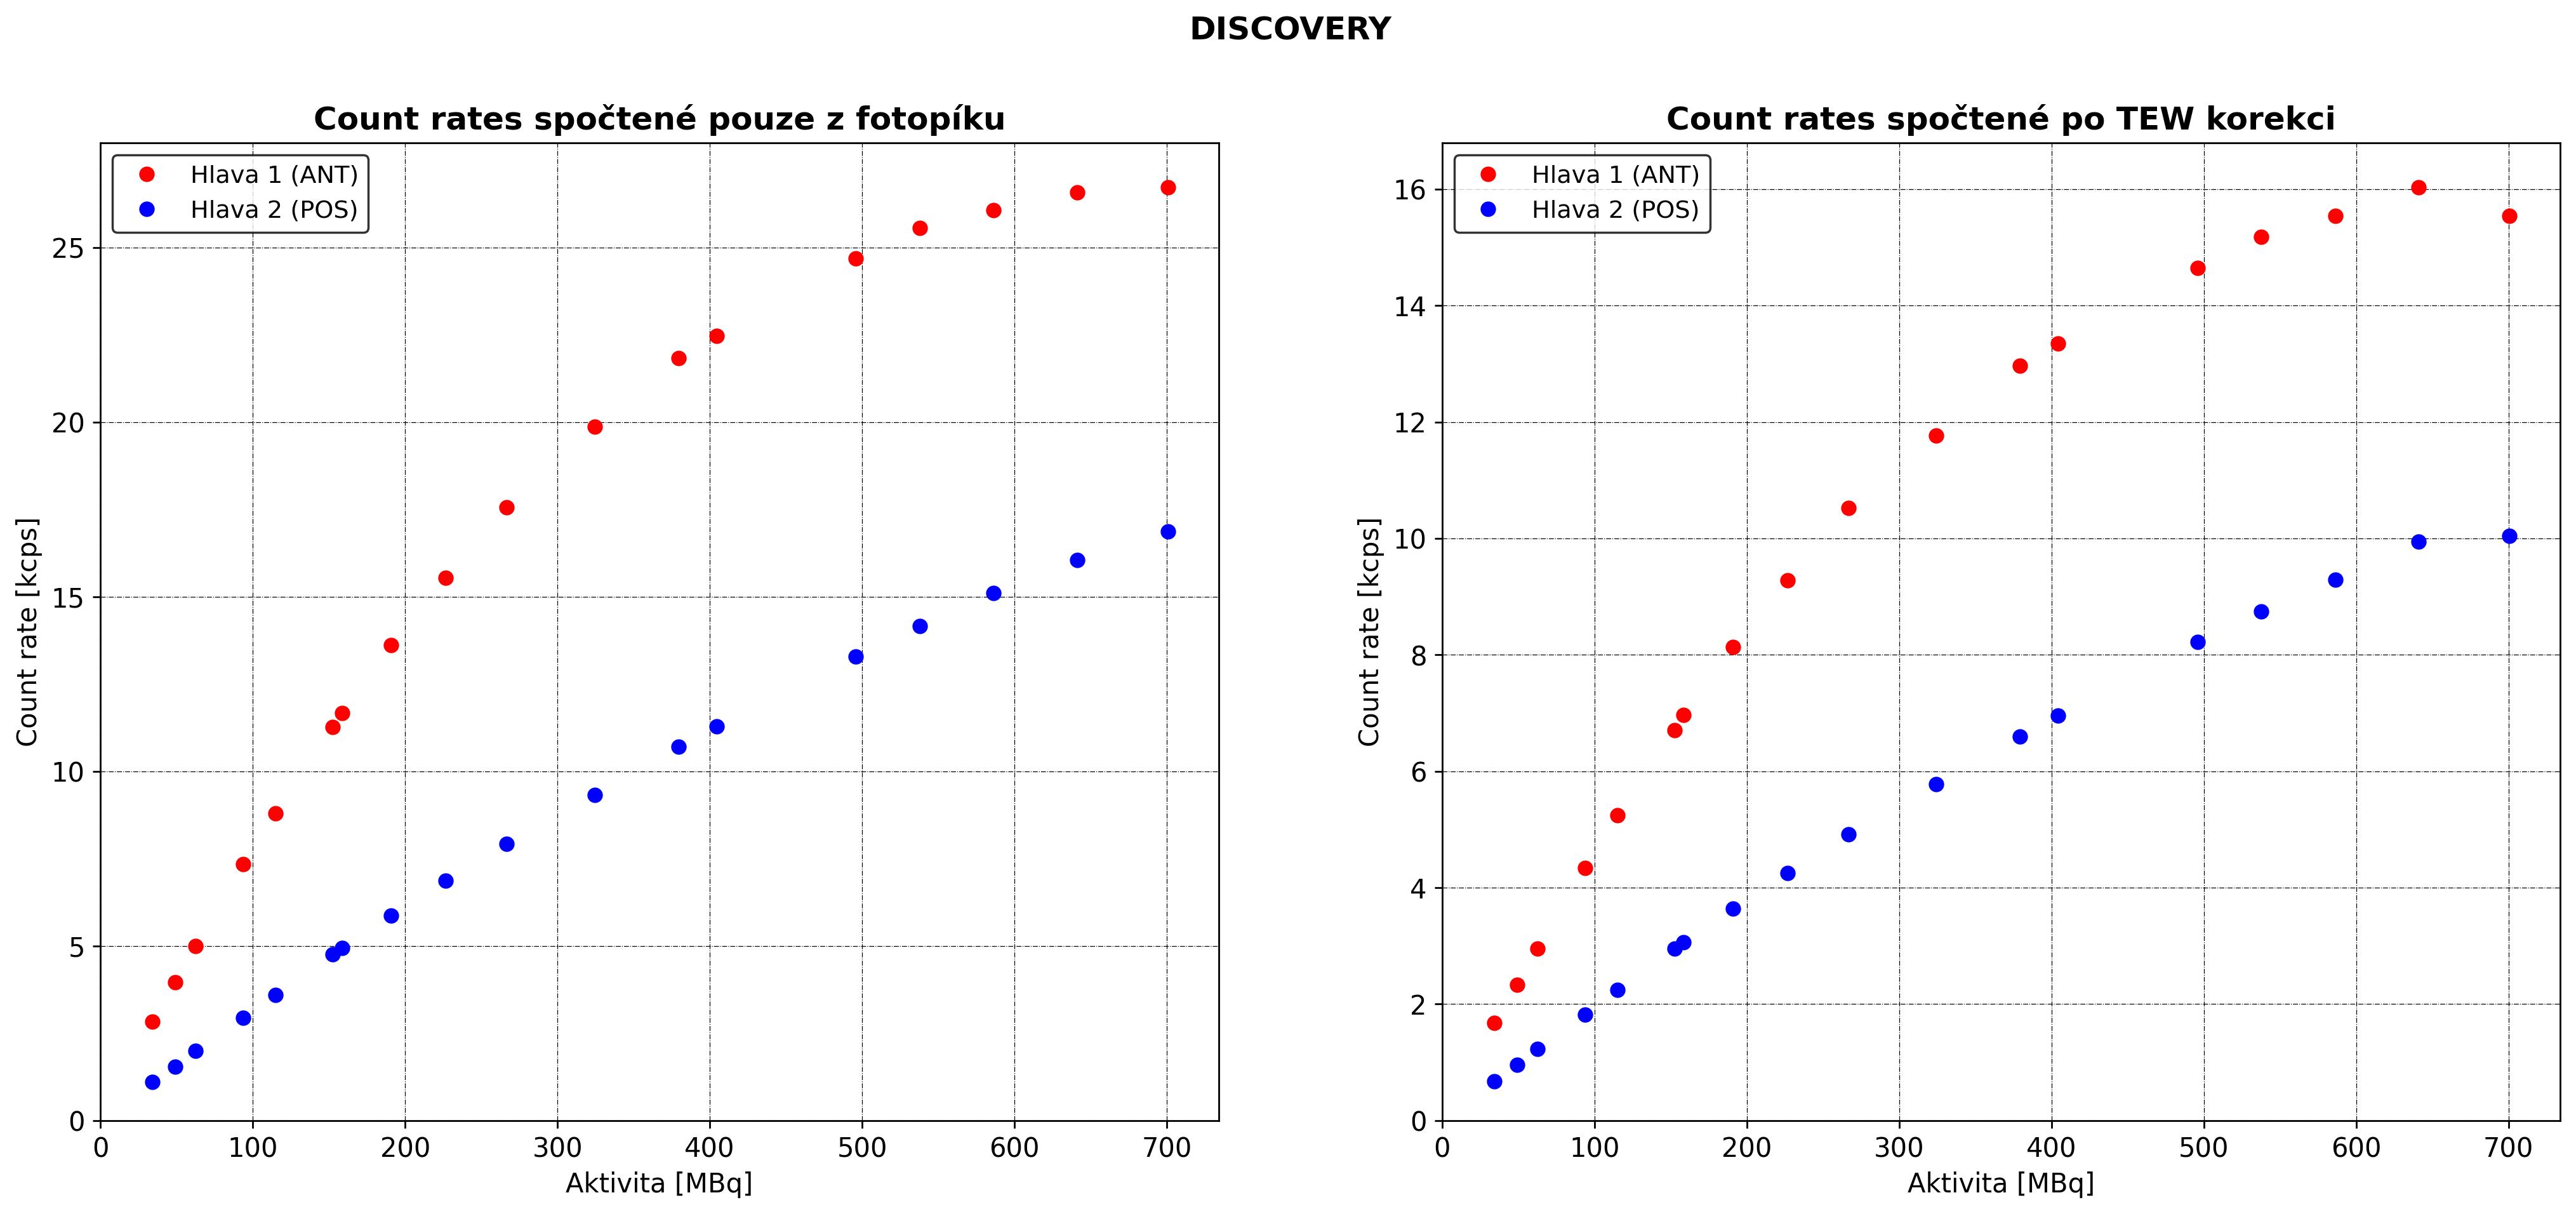 DISCOVERY
Count rates spočtené pouze z fotopíku
Hlava 1 (ANT)
Hlava 2 (POS)
Count rate [kcps]
25
20
15
10
5
0
0 100 200 300 400 500 600 700
Aktivita [MBq]
Count rates spočtené po TEW korekci
Hlava 1 (ANT)
Hlava 2 (POS)
Count rate [kcps]
16
14
12
10
8
6
4
2
0
0 100 200 300 400 500 600 700
Aktivita [MBq]